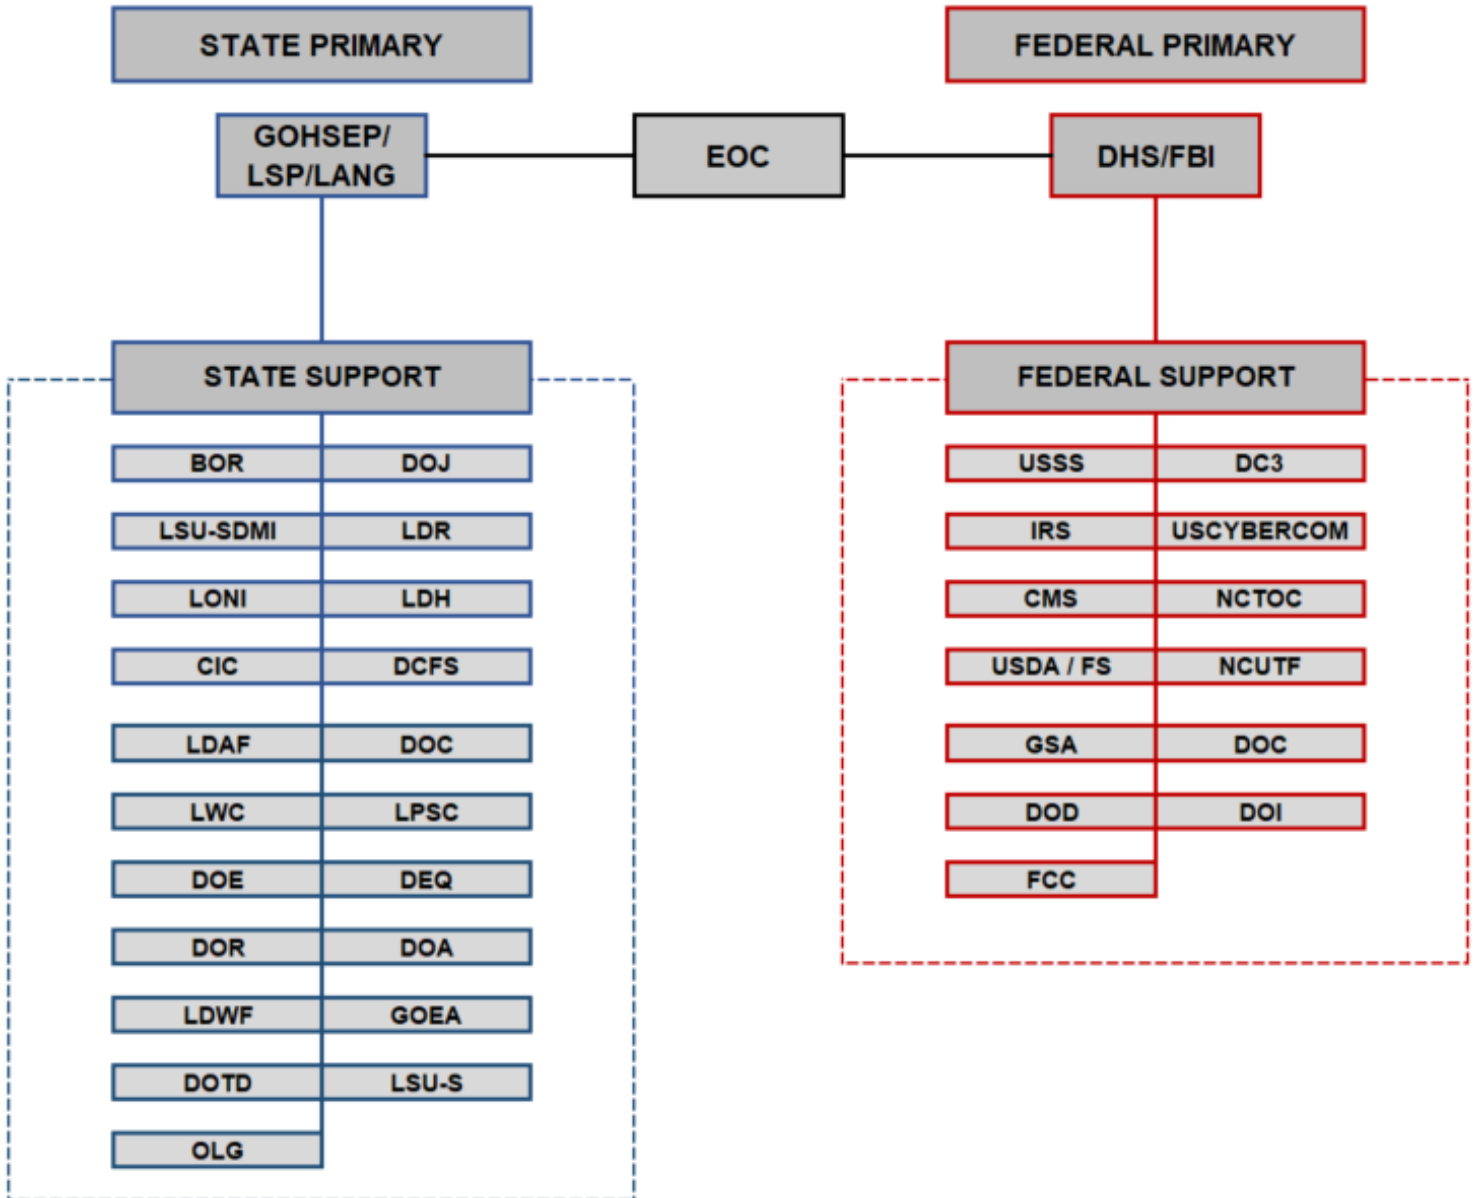 STATE PRIMARY
FEDERAL PRIMARY
GOHSEP/
LSP/LANG
EOC
DHS/FBI
STATE SUPPORT
BOR
DOJ
LSU-SDMI
LDR
LONI
LDH
CIC
DCFS
LDAF
DOC
LWC
LPSC
DOE
DEQ
DOR
DOA
LDWF
GOEA
DOTD
LSU-S
OLG
FEDERAL SUPPORT
USSS
DC3
IRS
USCYBERCOM
CMS
NCTOC
USDA / FS
NCUTF
GSA
DOC
DOD
DOI
FCC